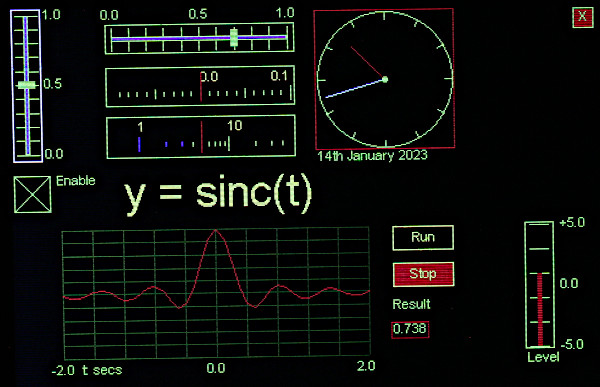 1.0
0.5
0.0
0.0 0.5 1.0
0.0 0.1
1 10
X
14th January 2023
Enable
y = sinc(t)
Run
Stop
Result
0.738
-2.0 t secs 0.0 2.0
+5.0
0.0
-5.0
Level